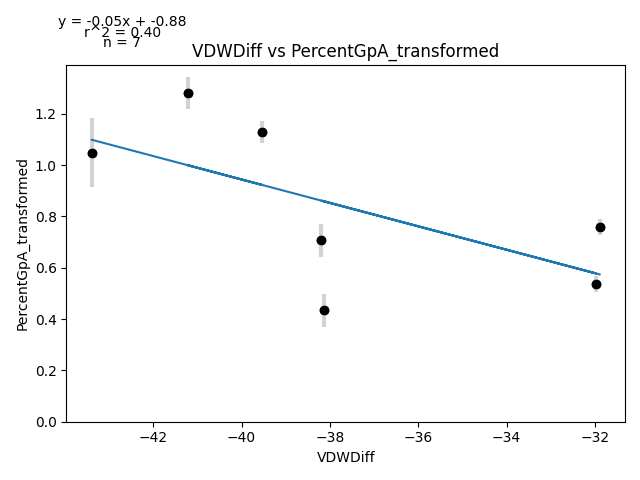 y = -0.05x + -0.88
r^2 = 0.40
n = 7
VDWDiff vs PercentGpA_transformed
PercentGpA_transformed
1.2
1.0
0.8
0.6
0.4
0.2
0.0
−42
−40
−38
−36
−34
−32
VDWDiff